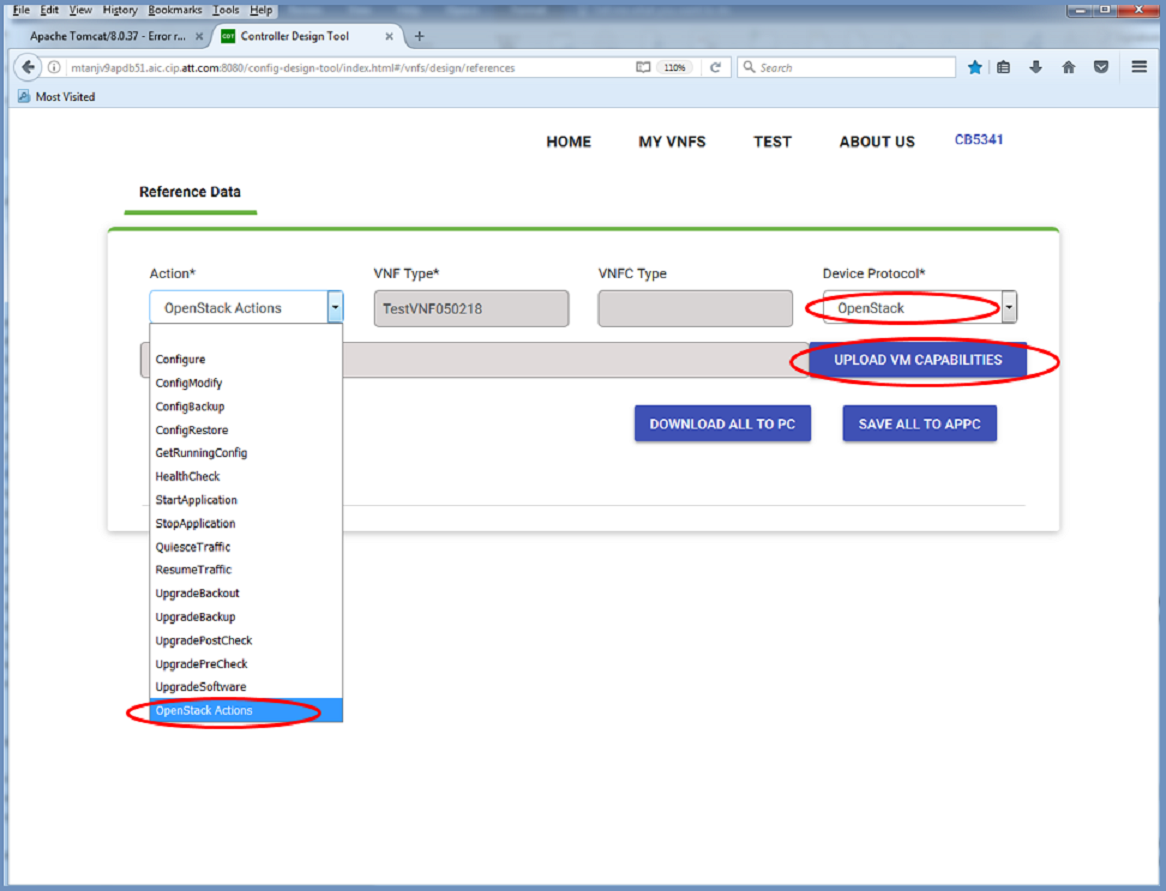 File Edit View History Bookmarks Tools Help
Apache Tomcat/8.0.37 - Error r... × CDT Controller Design Tool × +
mtanjv9apdb51.aic.cip.att.com:8080/config-design-tool/index.html#/vnfs/design/references 110% Search
Most Visited
HOME MY VNFS TEST ABOUT US CB5341
Reference Data
Action* VNF Type* VNFC Type Device Protocol*
OpenStack Actions TestVNF050218 OpenStack
UPLOAD VM CAPABILITIES
Configure
ConfigModify
ConfigBackup
DOWNLOAD ALL TO PC SAVE ALL TO APPC
ConfigRestore
GetRunningConfig
HealthCheck
StartApplication
StopApplication
QuiesceTraffic
ResumeTraffic
UpgradeBackout
UpgradeBackup
UpgradePostCheck
UpgradePreCheck
UpgradeSoftware
OpenStack Actions